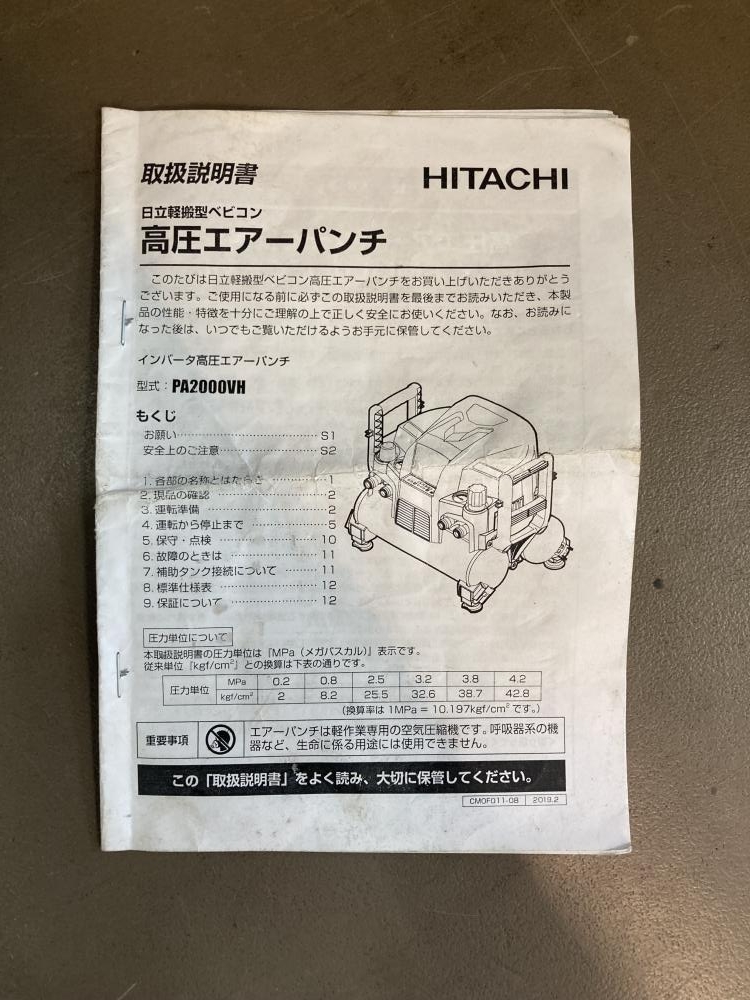 取扱説明書
HITACHI
日立軽搬型ベビコン
高圧エアーパンチ
このたびは日立軽搬型ベビコン高圧エアーパンチをお買い上げいただきありがとう
ございます。ご使用になる前に必ずこの取扱説明書を最後までお読みいただき、本製
品の性能・特徴を十分にご理解の上で正しく安全にお使いください。なお、お読みに
なった後は、いつでもご覧いただけるようお手元に保管してください。
インバータ高圧エアーパンチ
型式：PA2000VH
もくじ
お願い……………………………S1
安全上のご注意…………………S2
1. 各部の名称とはたらき…………1
2. 現品の確認……………………2
3. 運転準備………………………2
4. 運転から停止まで……………5
5. 保守・点検……………………10
6. 故障のときは…………………11
7. 補助タンク接続について……11
8. 標準仕様表……………………12
9. 保証について…………………12
圧力単位について
本取扱説明書の圧力単位は「MPa（メガパスカル）」表示です。
従来単位「kgf/cm²」との換算は下表の通りです。
圧力単位 MPa 0.2 0.8 2.5 3.2 3.8 4.2
kgf/cm² 2 8.2 25.5 32.6 38.7 42.8
（換算率は 1MPa = 10.197kgf/cm² です。）
重要事項 エアーパンチは軽作業専用の空気圧縮機です。呼吸器系の機
器など、生命に係る用途には使用できません。
この「取扱説明書」をよく読み、大切に保管してください。
CM0F011-08 2019.2